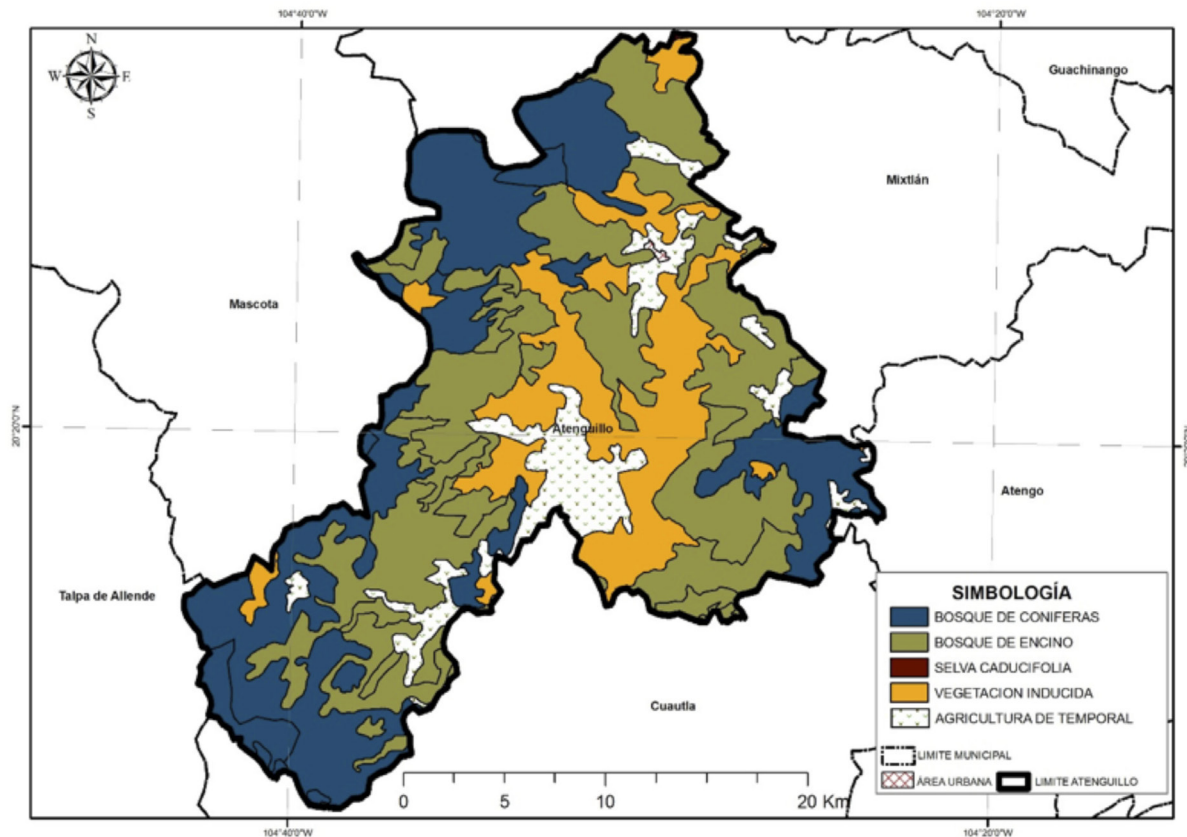 104°40'0"W
104°20'0"W
N
W
E
S
Guachinango
Mixtlán
Mascota
20°20'0"N
Atenguillo
Atengo
Talpa de Allende
Cuautla
SIMBOLOGÍA
BOSQUE DE CONIFERAS
BOSQUE DE ENCINO
SELVA CADUCIFOLIA
VEGETACION INDUCIDA
AGRICULTURA DE TEMPORAL
LIMITE MUNICIPAL
ÁREA URBANA
LIMITE ATENGUILLO
0
5
10
20 Km
104°40'0"W
104°20'0"W